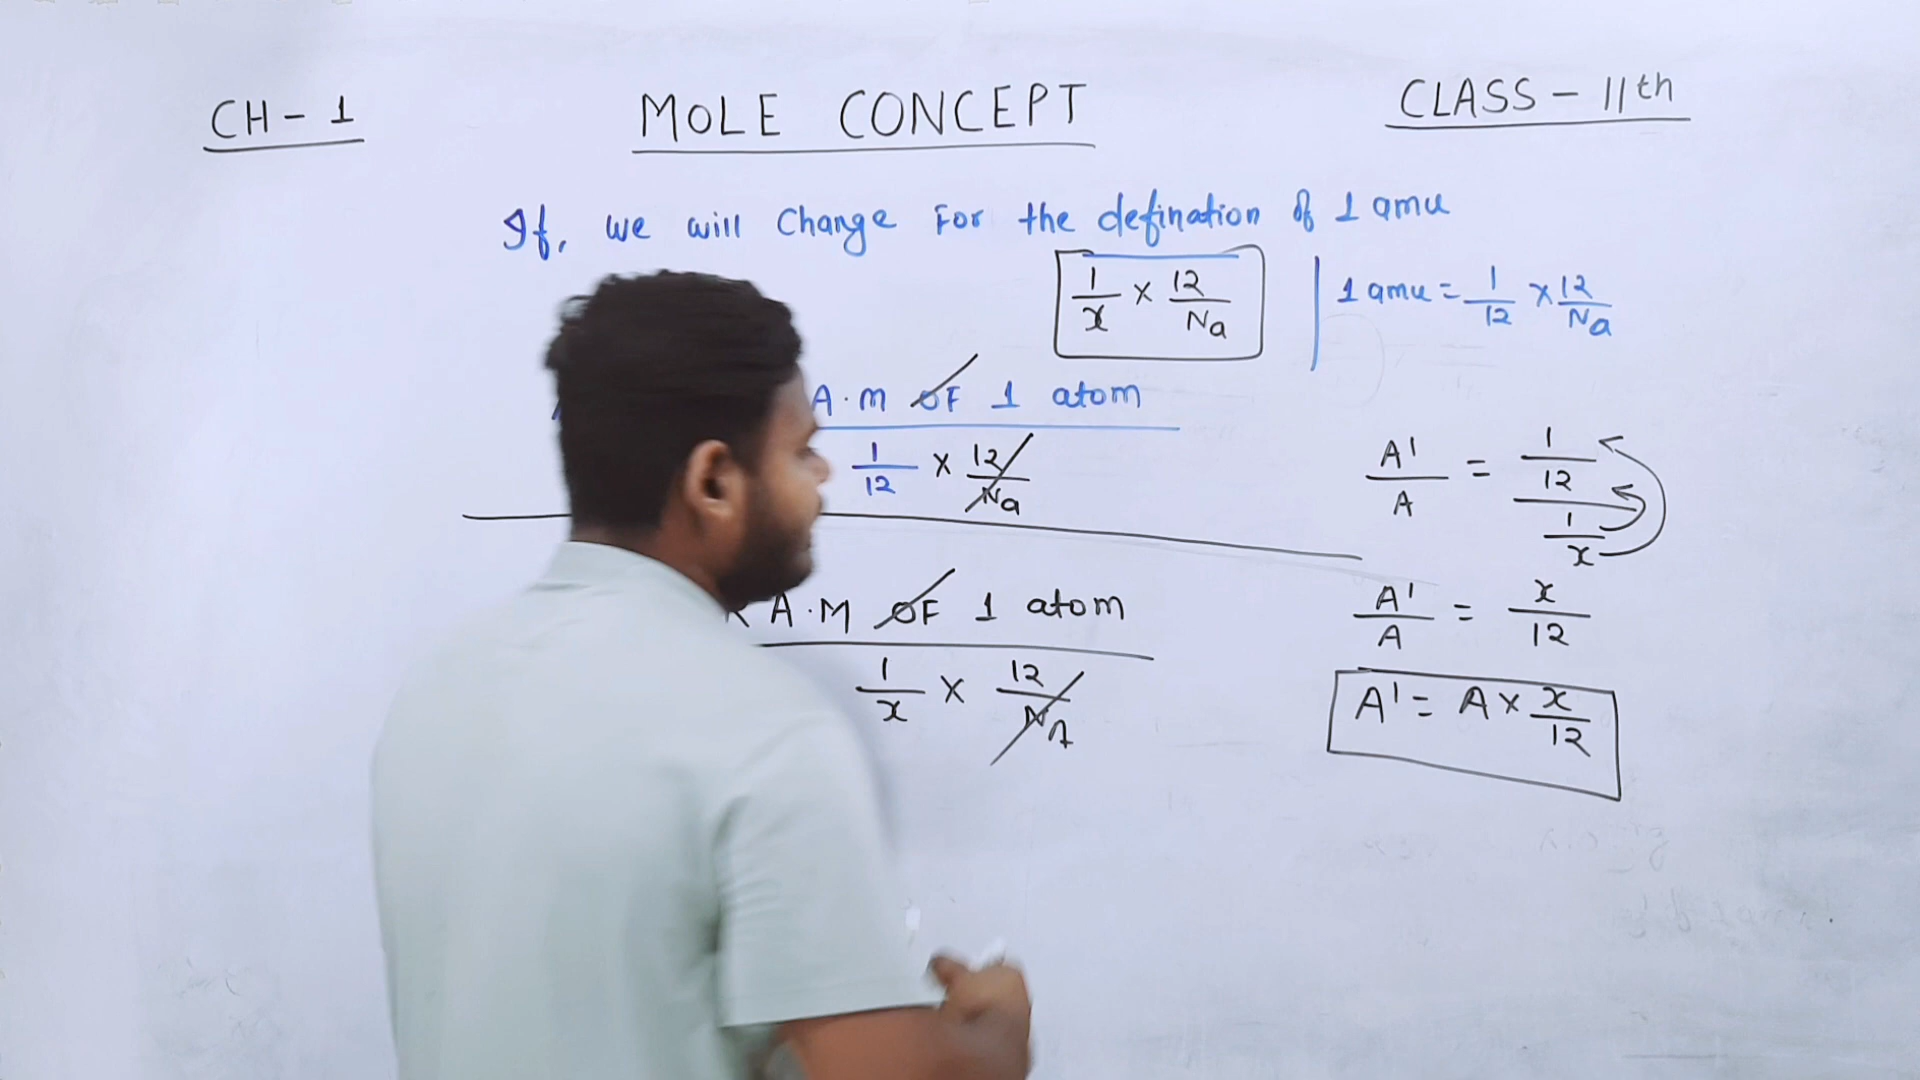 CH - 1
MOLE CONCEPT
CLASS - 11th
If, we will Change For the defination of 1 amu
1/x × 12/Na
1 amu = 1/12 × 12/Na
A.M OF 1 atom
1/12 × 12/Na
A.M OF 1 atom
1/x × 12/NA
A'/A = 1/12 / 1/x
A'/A = x/12
A' = A × x/12